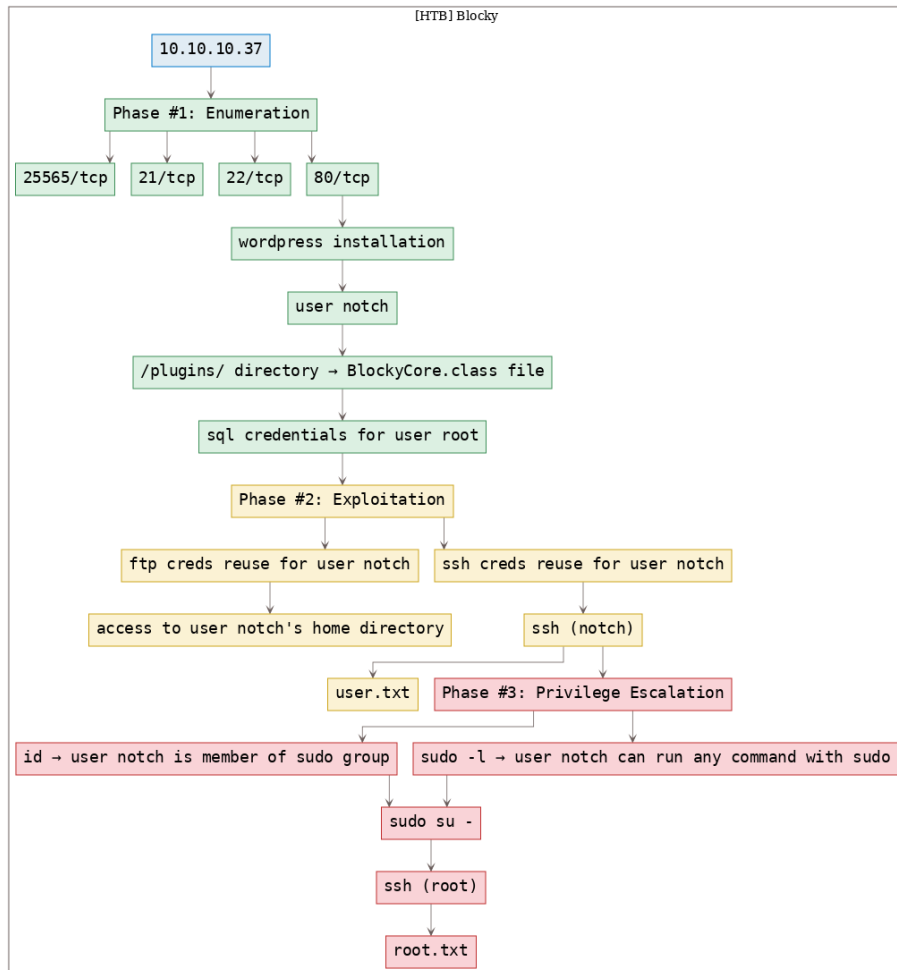 [HTB] Blocky
10.10.10.37
Phase #1: Enumeration
25565/tcp
21/tcp
22/tcp
80/tcp
wordpress installation
user notch
/plugins/ directory → BlockyCore.class file
sql credentials for user root
Phase #2: Exploitation
ftp creds reuse for user notch
ssh creds reuse for user notch
access to user notch's home directory
ssh (notch)
user.txt
Phase #3: Privilege Escalation
id → user notch is member of sudo group
sudo -l → user notch can run any command with sudo
sudo su -
ssh (root)
root.txt